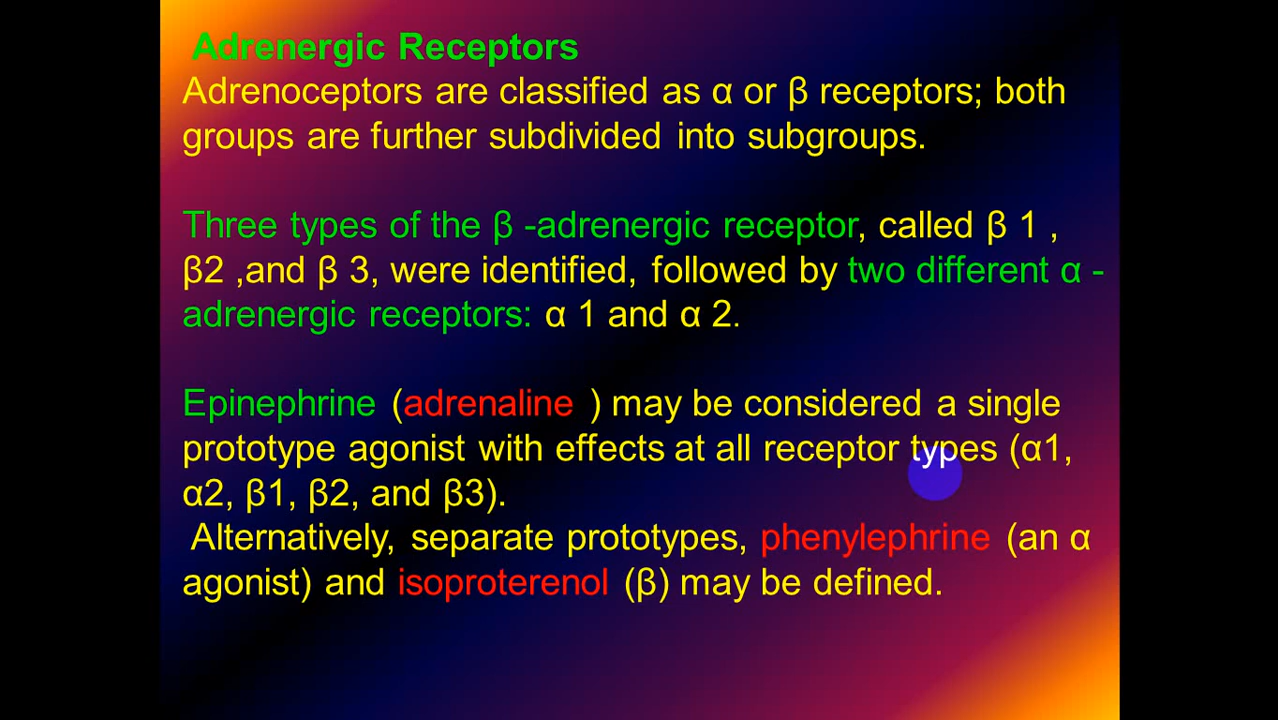 Adrenergic Receptors
Adrenoceptors are classified as α or β receptors; both
groups are further subdivided into subgroups.
Three types of the β -adrenergic receptor, called β 1 ,
β2 ,and β 3, were identified, followed by two different α -
adrenergic receptors: α 1 and α 2.
Epinephrine (adrenaline ) may be considered a single
prototype agonist with effects at all receptor types (α1,
α2, β1, β2, and β3).
Alternatively, separate prototypes, phenylephrine (an α
agonist) and isoproterenol (β) may be defined.